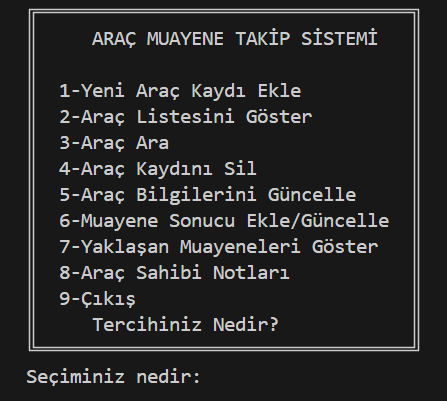 ARAÇ MUAYENE TAKİP SİSTEMİ
1-Yeni Araç Kaydı Ekle
2-Araç Listesini Göster
3-Araç Ara
4-Araç Kaydını Sil
5-Araç Bilgilerini Güncelle
6-Muayene Sonucu Ekle/Güncelle
7-Yaklaşan Muayeneleri Göster
8-Araç Sahibi Notları
9-Çıkış
Tercihiniz Nedir?
Seçiminiz nedir: